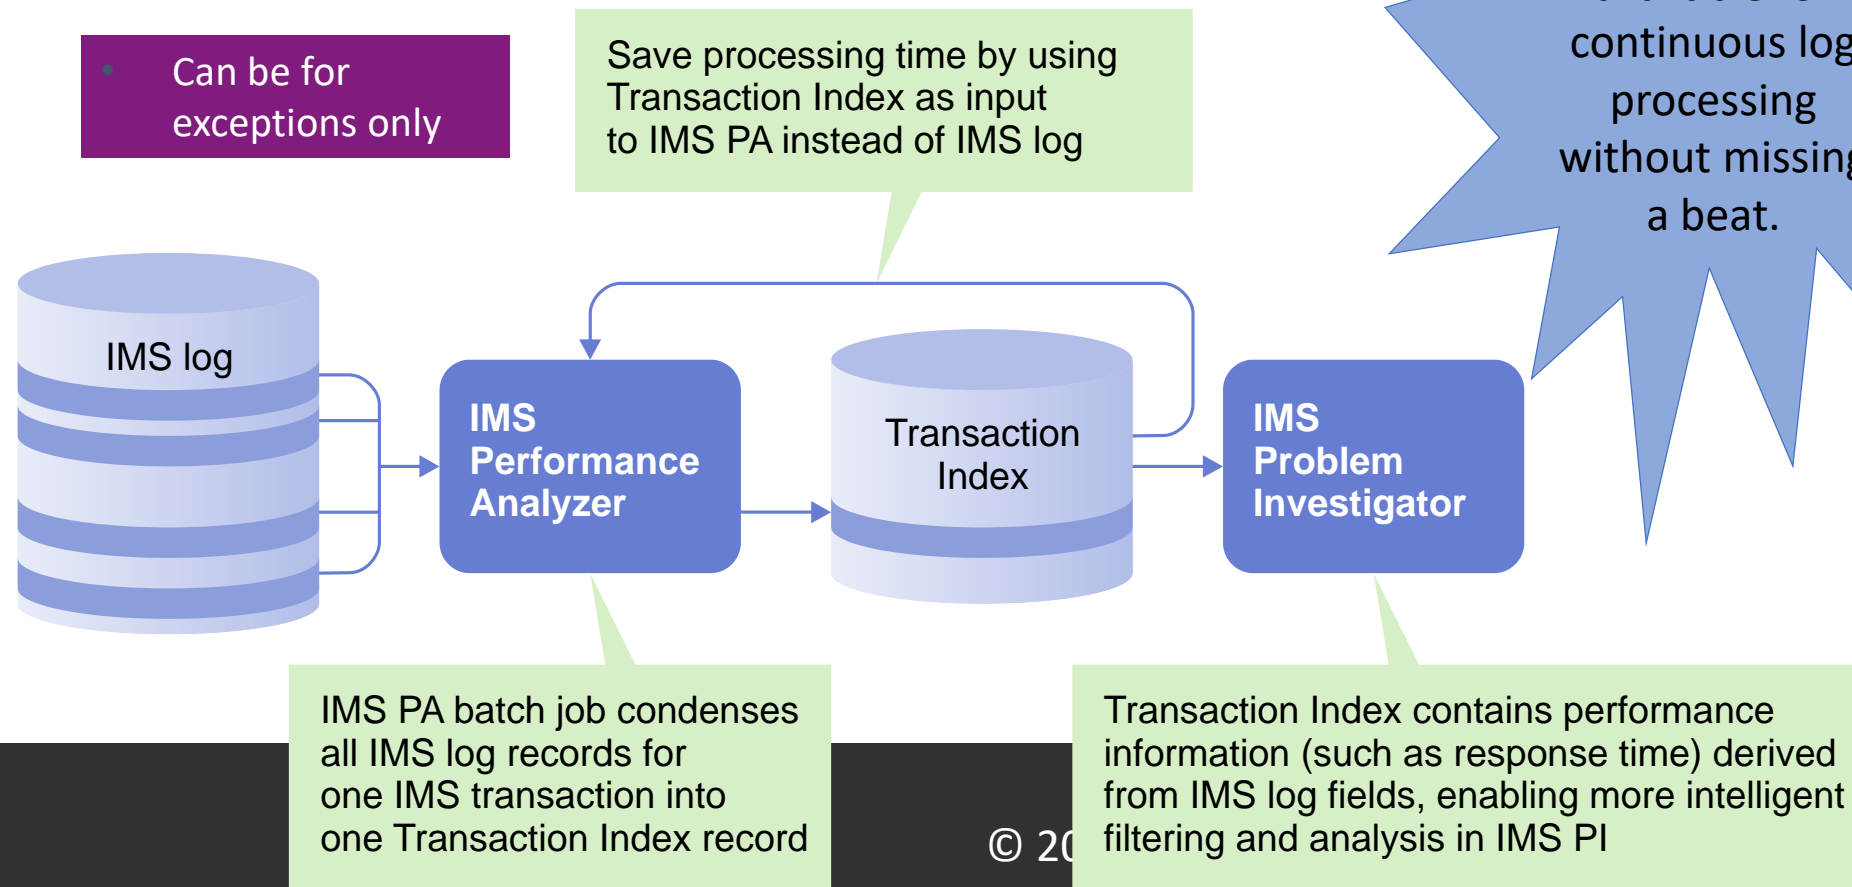 • Can be for
exceptions only
Save processing time by using
Transaction Index as input
to IMS PA instead of IMS log
continuous log
processing
without missing
a beat.
IMS log
IMS
Performance
Analyzer
Transaction
Index
IMS
Problem
Investigator
IMS PA batch job condenses
all IMS log records for
one IMS transaction into
one Transaction Index record
Transaction Index contains performance
information (such as response time) derived
from IMS log fields, enabling more intelligent
filtering and analysis in IMS PI
© 20